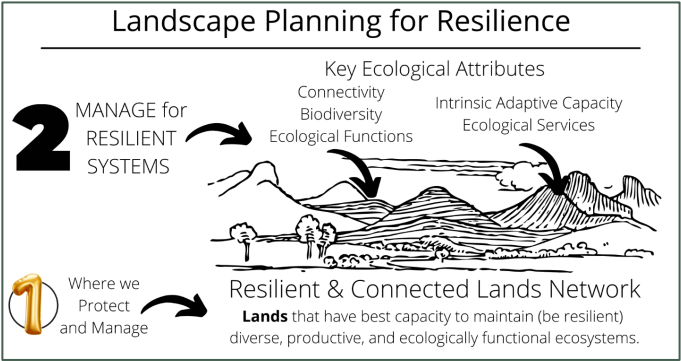 Landscape Planning for Resilience
Key Ecological Attributes
Connectivity
Biodiversity
Ecological Functions
Intrinsic Adaptive Capacity
Ecological Services
2
MANAGE for
RESILIENT
SYSTEMS
1
Where we
Protect
and Manage
Resilient & Connected Lands Network
Lands that have best capacity to maintain (be resilient)
diverse, productive, and ecologically functional ecosystems.